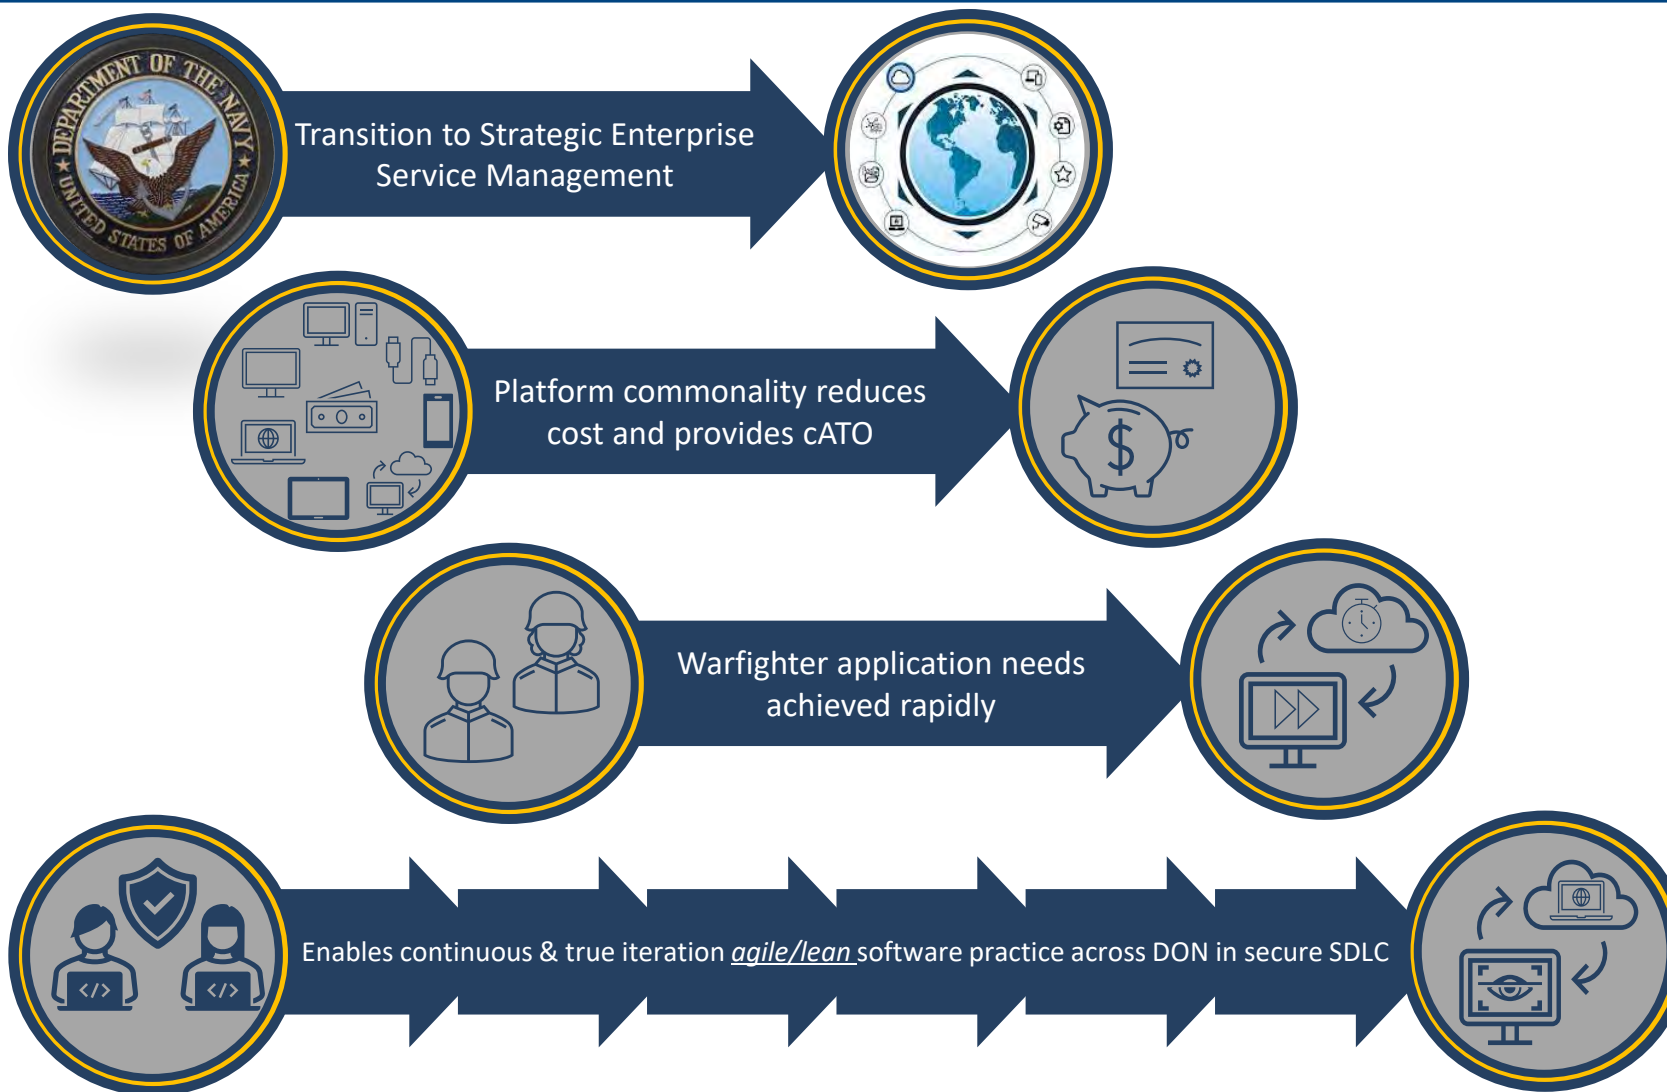 DEPARTMENT OF THE NAVY
UNITED STATES OF AMERICA
Transition to Strategic Enterprise
Service Management
Platform commonality reduces
cost and provides cATO
$
Warfighter application needs
achieved rapidly
</>
</>
Enables continuous & true iteration agile/lean software practice across DON in secure SDLC